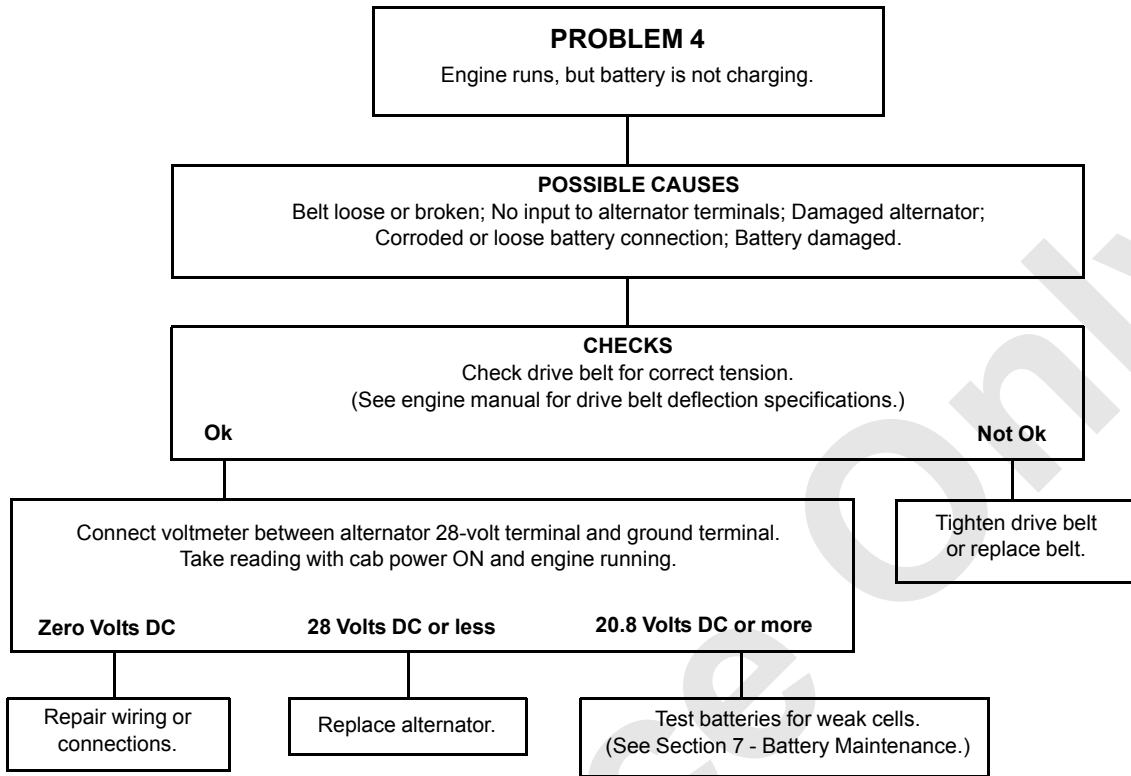 PROBLEM 4
Engine runs, but battery is not charging.
POSSIBLE CAUSES
Belt loose or broken; No input to alternator terminals; Damaged alternator;
Corroded or loose battery connection; Battery damaged.
CHECKS
Check drive belt for correct tension.
(See engine manual for drive belt deflection specifications.)
Ok
Not Ok
Connect voltmeter between alternator 28-volt terminal and ground terminal.
Take reading with cab power ON and engine running.
Zero Volts DC
28 Volts DC or less
20.8 Volts DC or more
Tighten drive belt
or replace belt.
Repair wiring or
connections.
Replace alternator.
Test batteries for weak cells.
(See Section 7 - Battery Maintenance.)
ce Only